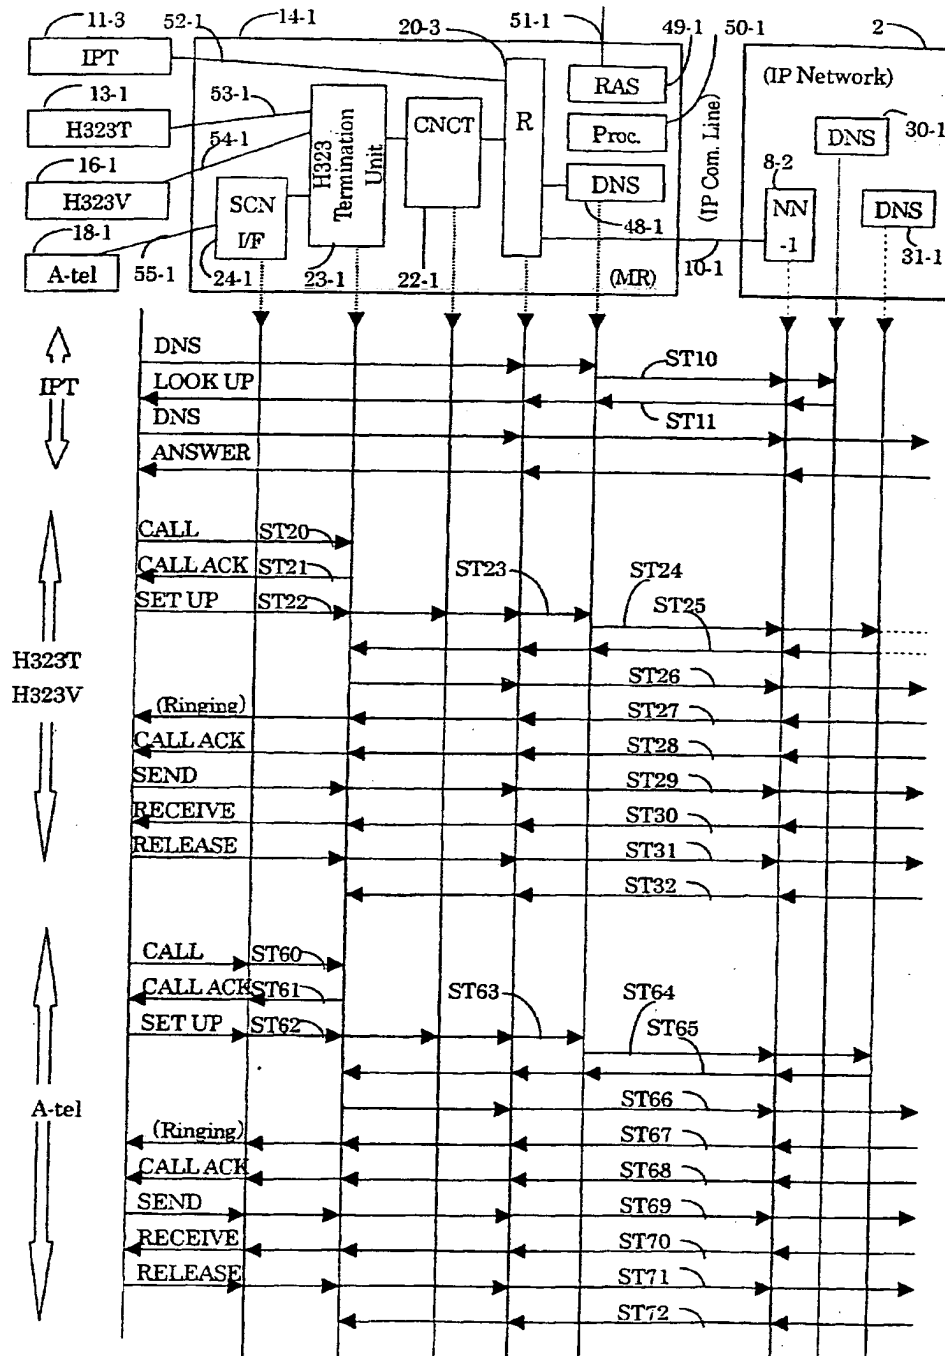 11-3
52-1
14-1
20-3
51-1
49-1
50-1
2
IPT
(IP Network)
13-1
53-1
RAS
H323T
54-1
CNCT
R
Proc.
(IP Com. Line)
DNS
30-1
16-1
H323 Termination Unit
DNS
8-2
H323V
SCN
I/F
NN
-1
DNS
18-1
48-1
A-tel
55-1
24-1
23-1
22-1
(MR)
10-1
31-1
IPT
DNS
ST10
LOOK UP
ST11
DNS
ANSWER
CALL
ST20
CALL ACK
ST21
ST23
ST24
SET UP
ST22
ST25
H323T
H323V
ST26
(Ringing)
ST27
CALL ACK
ST28
SEND
ST29
RECEIVE
ST30
RELEASE
ST31
ST32
CALL
ST60
CALL ACK
ST61
ST63
ST64
SET UP
ST62
ST65
A-tel
ST66
(Ringing)
ST67
CALL ACK
ST68
SEND
ST69
RECEIVE
ST70
RELEASE
ST71
ST72